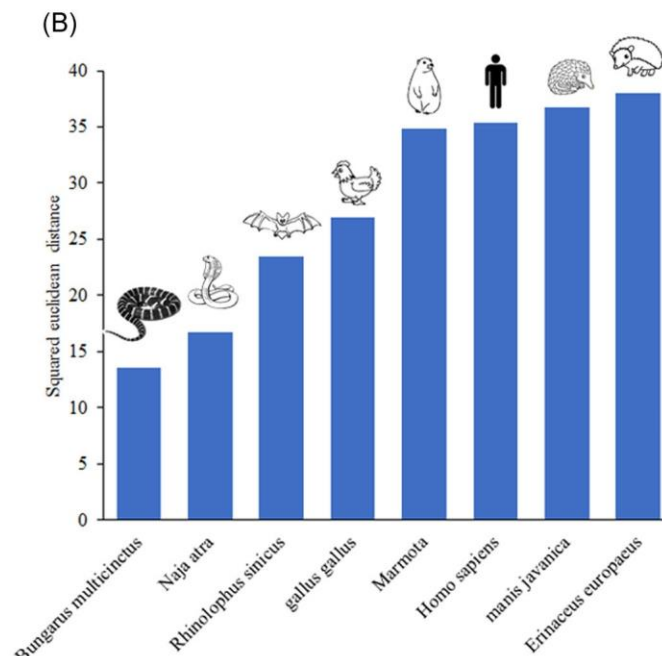 (B)
Squared euclidean distance
40
35
30
25
20
15
10
5
0
Bungarus multicinctus
Naja atra
Rhinolophus sinicus
gallus gallus
Marmota
Homo sapiens
manis javanica
Erinaceus europaeus